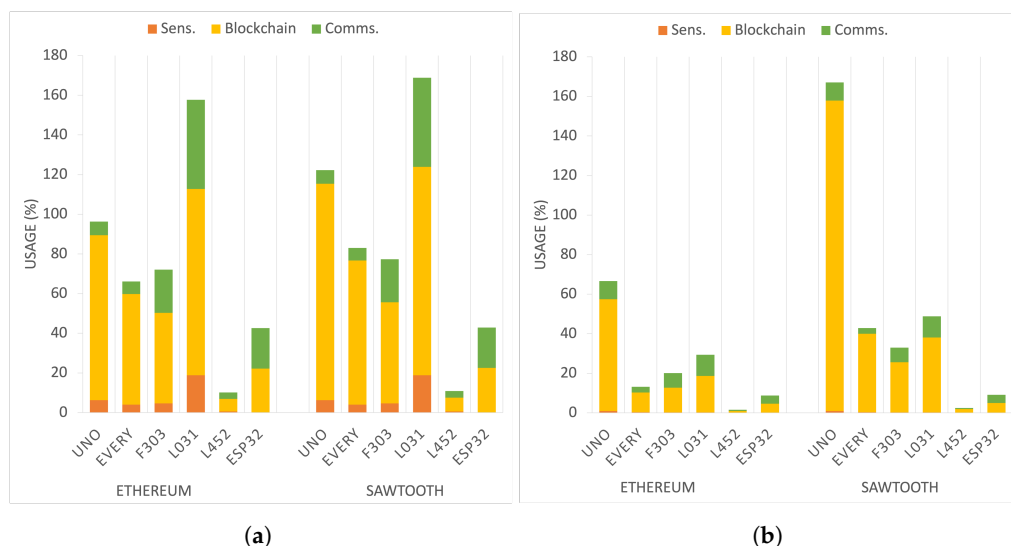 Sens. Blockchain Comms.
180
160
140
120
100
80
60
40
20
0
USAGE (%)
UNO EVERY F303 L031 L452 ESP32 UNO EVERY F303 L031 L452 ESP32
ETHEREUM SAWTOOTH
(a)
Sens. Blockchain Comms.
180
160
140
120
100
80
60
40
20
0
USAGE (%)
UNO EVERY F303 L031 L452 ESP32 UNO EVERY F303 L031 L452 ESP32
ETHEREUM SAWTOOTH
(b)